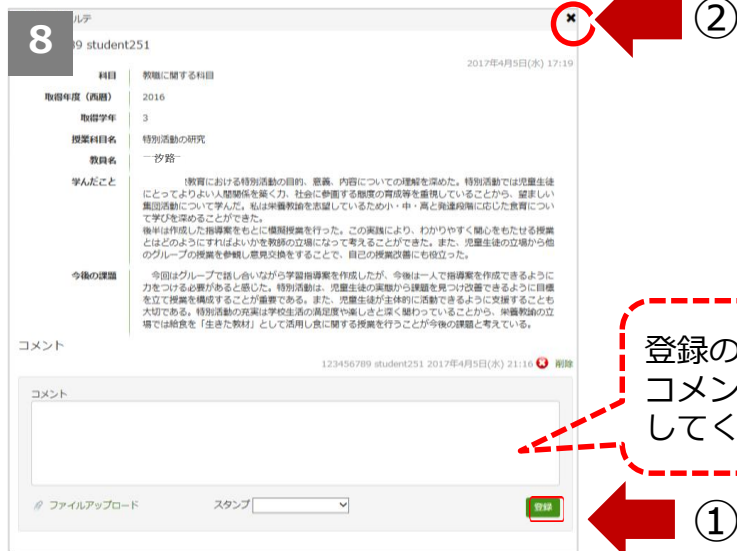 8
ルテ
✖
②
39 student251
2017年4月5日(水) 17:19
科目 教職に関する科目
取得年度（西暦） 2016
取得学年 3
授業科目名 特別活動の研究
教員名 汐路
学んだこと 教育における特別活動の目的、意義、内容についての理解を深めた。特別活動では児童生徒
にとってよりよい人間関係を築く力、社会に参画する態度の育成等を重視していることから、望ましい
集団活動について学んだ。私は栄養教諭を志望しているため小・中・高と発達段階に応じた食育につい
て学びを深めることができた。
後半は作成した指導案をもとに模擬授業を行った。この実践により、わかりやすく関心をもたせる授業
とはどのようにすればよいかを教師の立場になって考えることができた。また、児童生徒の立場から他
のグループの授業を参観し意見交換をすることで、自己の授業改善にも役立った。
今後の課題 今回はグループで話し合いながら学習指導案を作成したが、今後は一人で指導案を作成できるように
力をつける必要があると感じた。特別活動は、児童生徒の実態から課題を見つけ改善できるように目標
を立て授業を構成することが重要である。また、児童生徒が主体的に活動できるように支援することも
大切である。特別活動の充実は学校生活の満足度や楽しさと深く関わっていることから、栄養教諭の立
場では給食を「生きた教材」として活用し食に関する授業を行うことが今後の課題と考えている。
コメント
123456789 student251 2017年4月5日(水) 21:16 削除
登録の
コメン
してく
コメント
ファイルアップロード スタンプ 登録
①